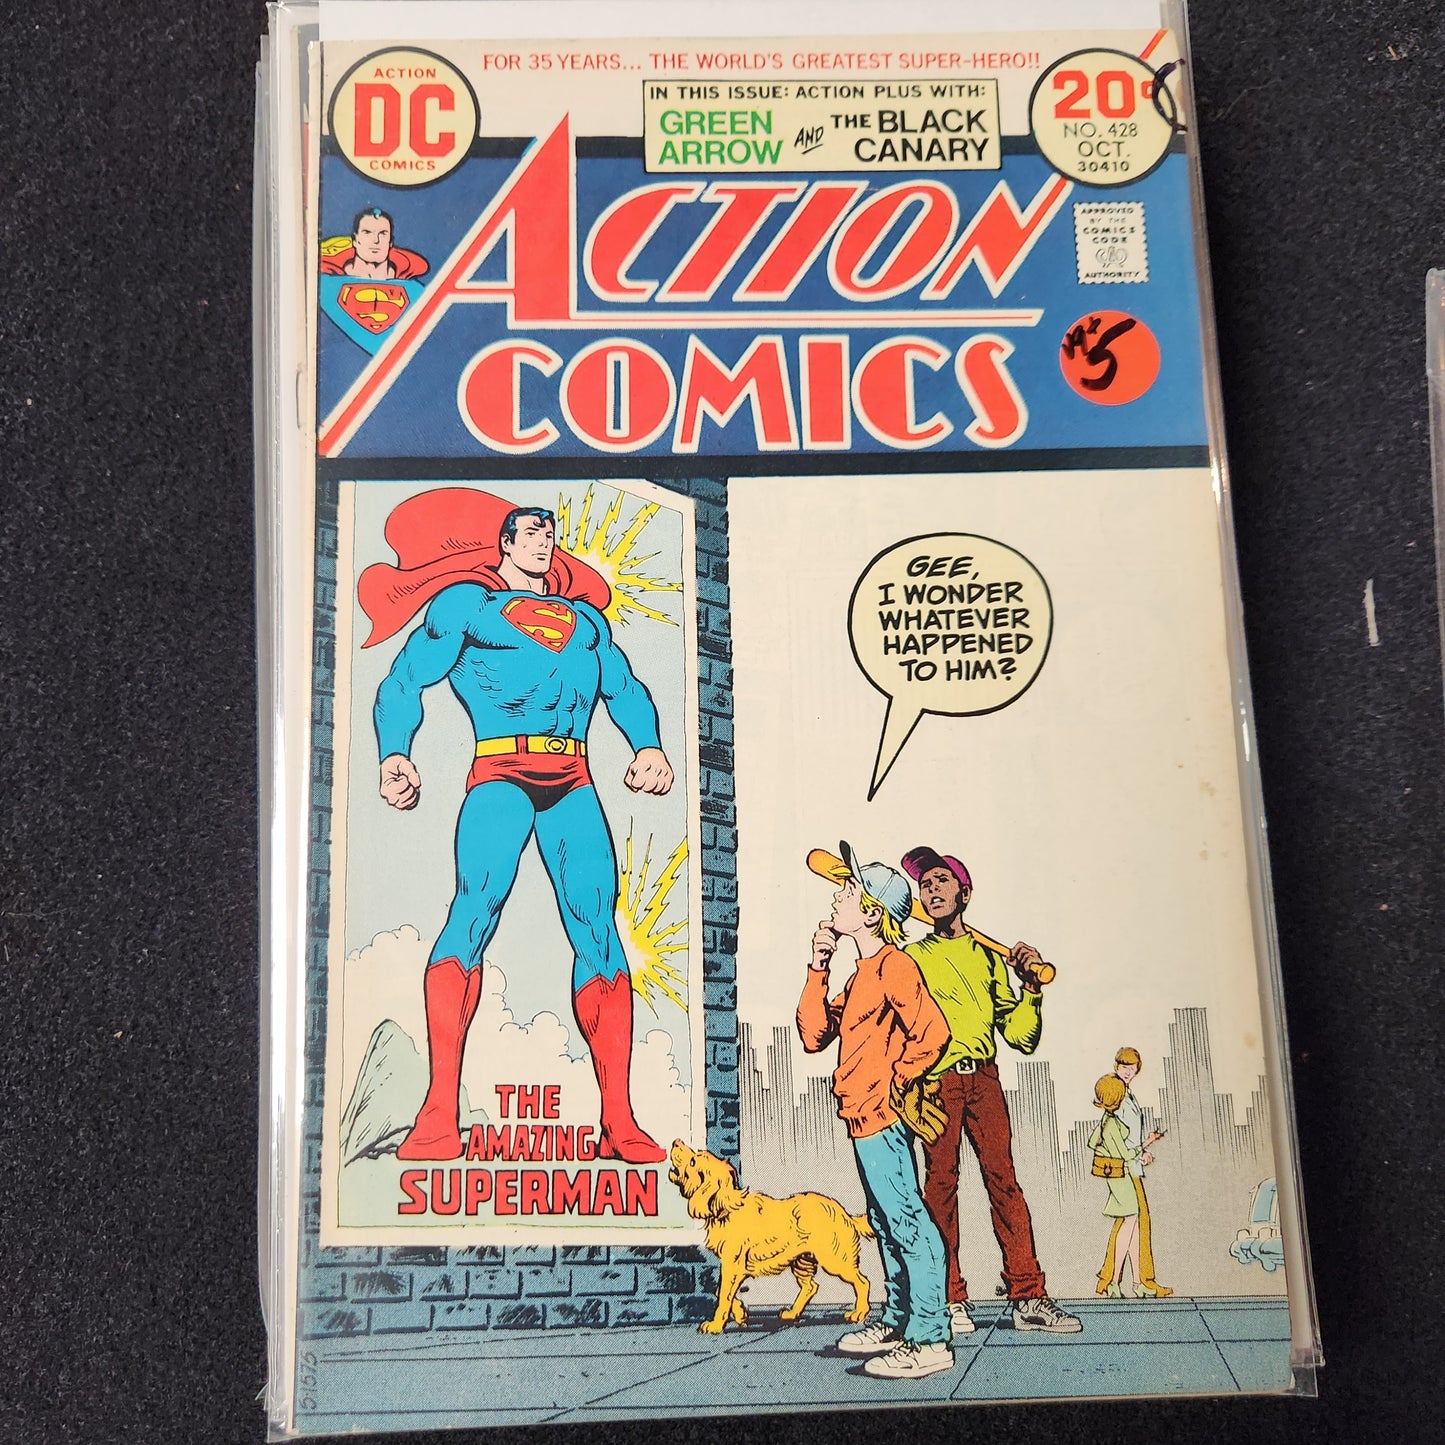 FOR 35 YEARS... THE WORLD'S GREATEST SUPER-HERO!!
ACTION
DC
COMICS
IN THIS ISSUE: ACTION PLUS WITH:
GREEN ARROW AND THE BLACK CANARY
20¢
NO. 428
OCT.
30410
APPROVED
BY THE
COMICS
CODE
AUTHORITY
ACTION
COMICS
5
GEE,
I WONDER
WHATEVER
HAPPENED
TO HIM?
THE
AMAZING
SUPERMAN